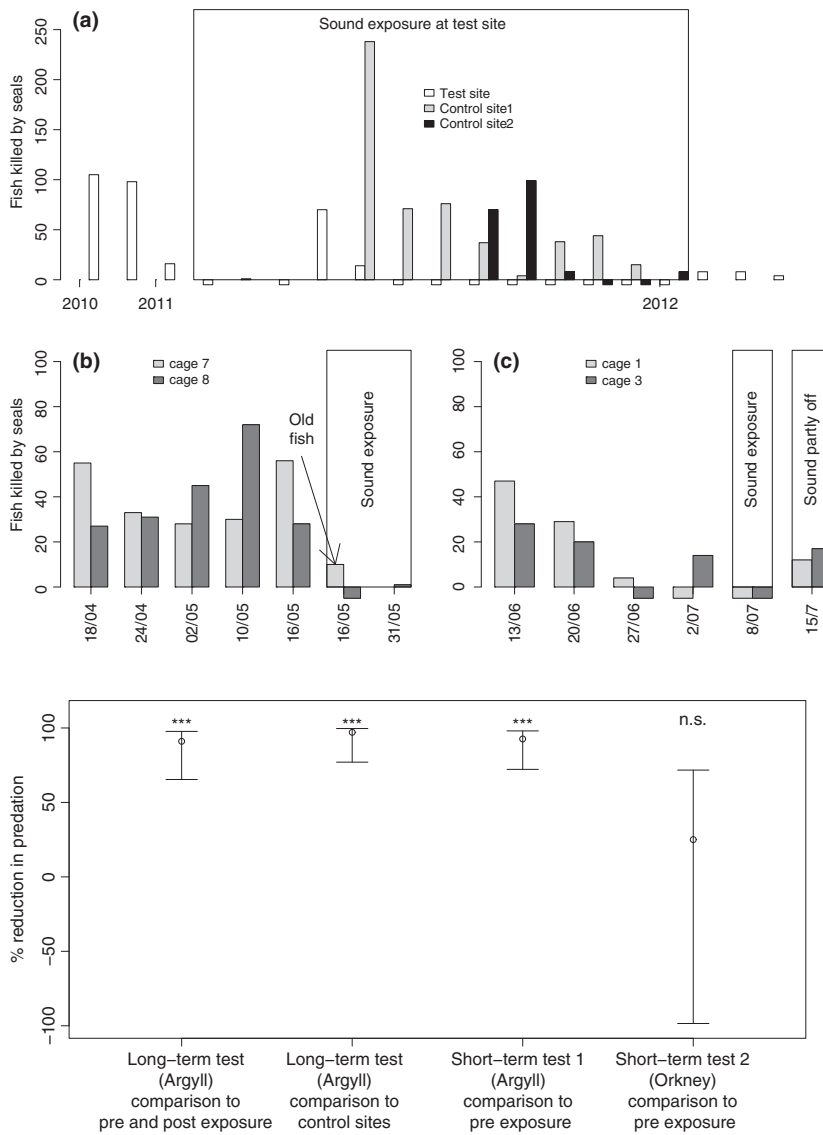 (a)
Sound exposure at test site
Fish killed by seals
250
200
150
100
50
0
Test site
Control site1
Control site2
2010
2011
2012
(b)
cage 7
cage 8
Fish killed by seals
100
80
60
40
20
0
Old
fish
Sound exposure
18/04
24/04
02/05
10/05
16/05
16/05
31/05
(c)
cage 1
cage 3
100
80
60
40
20
0
Sound exposure
Sound partly off
13/06
20/06
27/06
2/07
8/07
15/7
% reduction in predation
100
50
0
−50
−100
***
***
***
n.s.
Long−term test
(Argyll)
comparison to
pre and post exposure
Long−term test
(Argyll)
comparison to
control sites
Short−term test 1
(Argyll)
comparison to
pre exposure
Short−term test 2
(Orkney)
comparison to
pre exposure